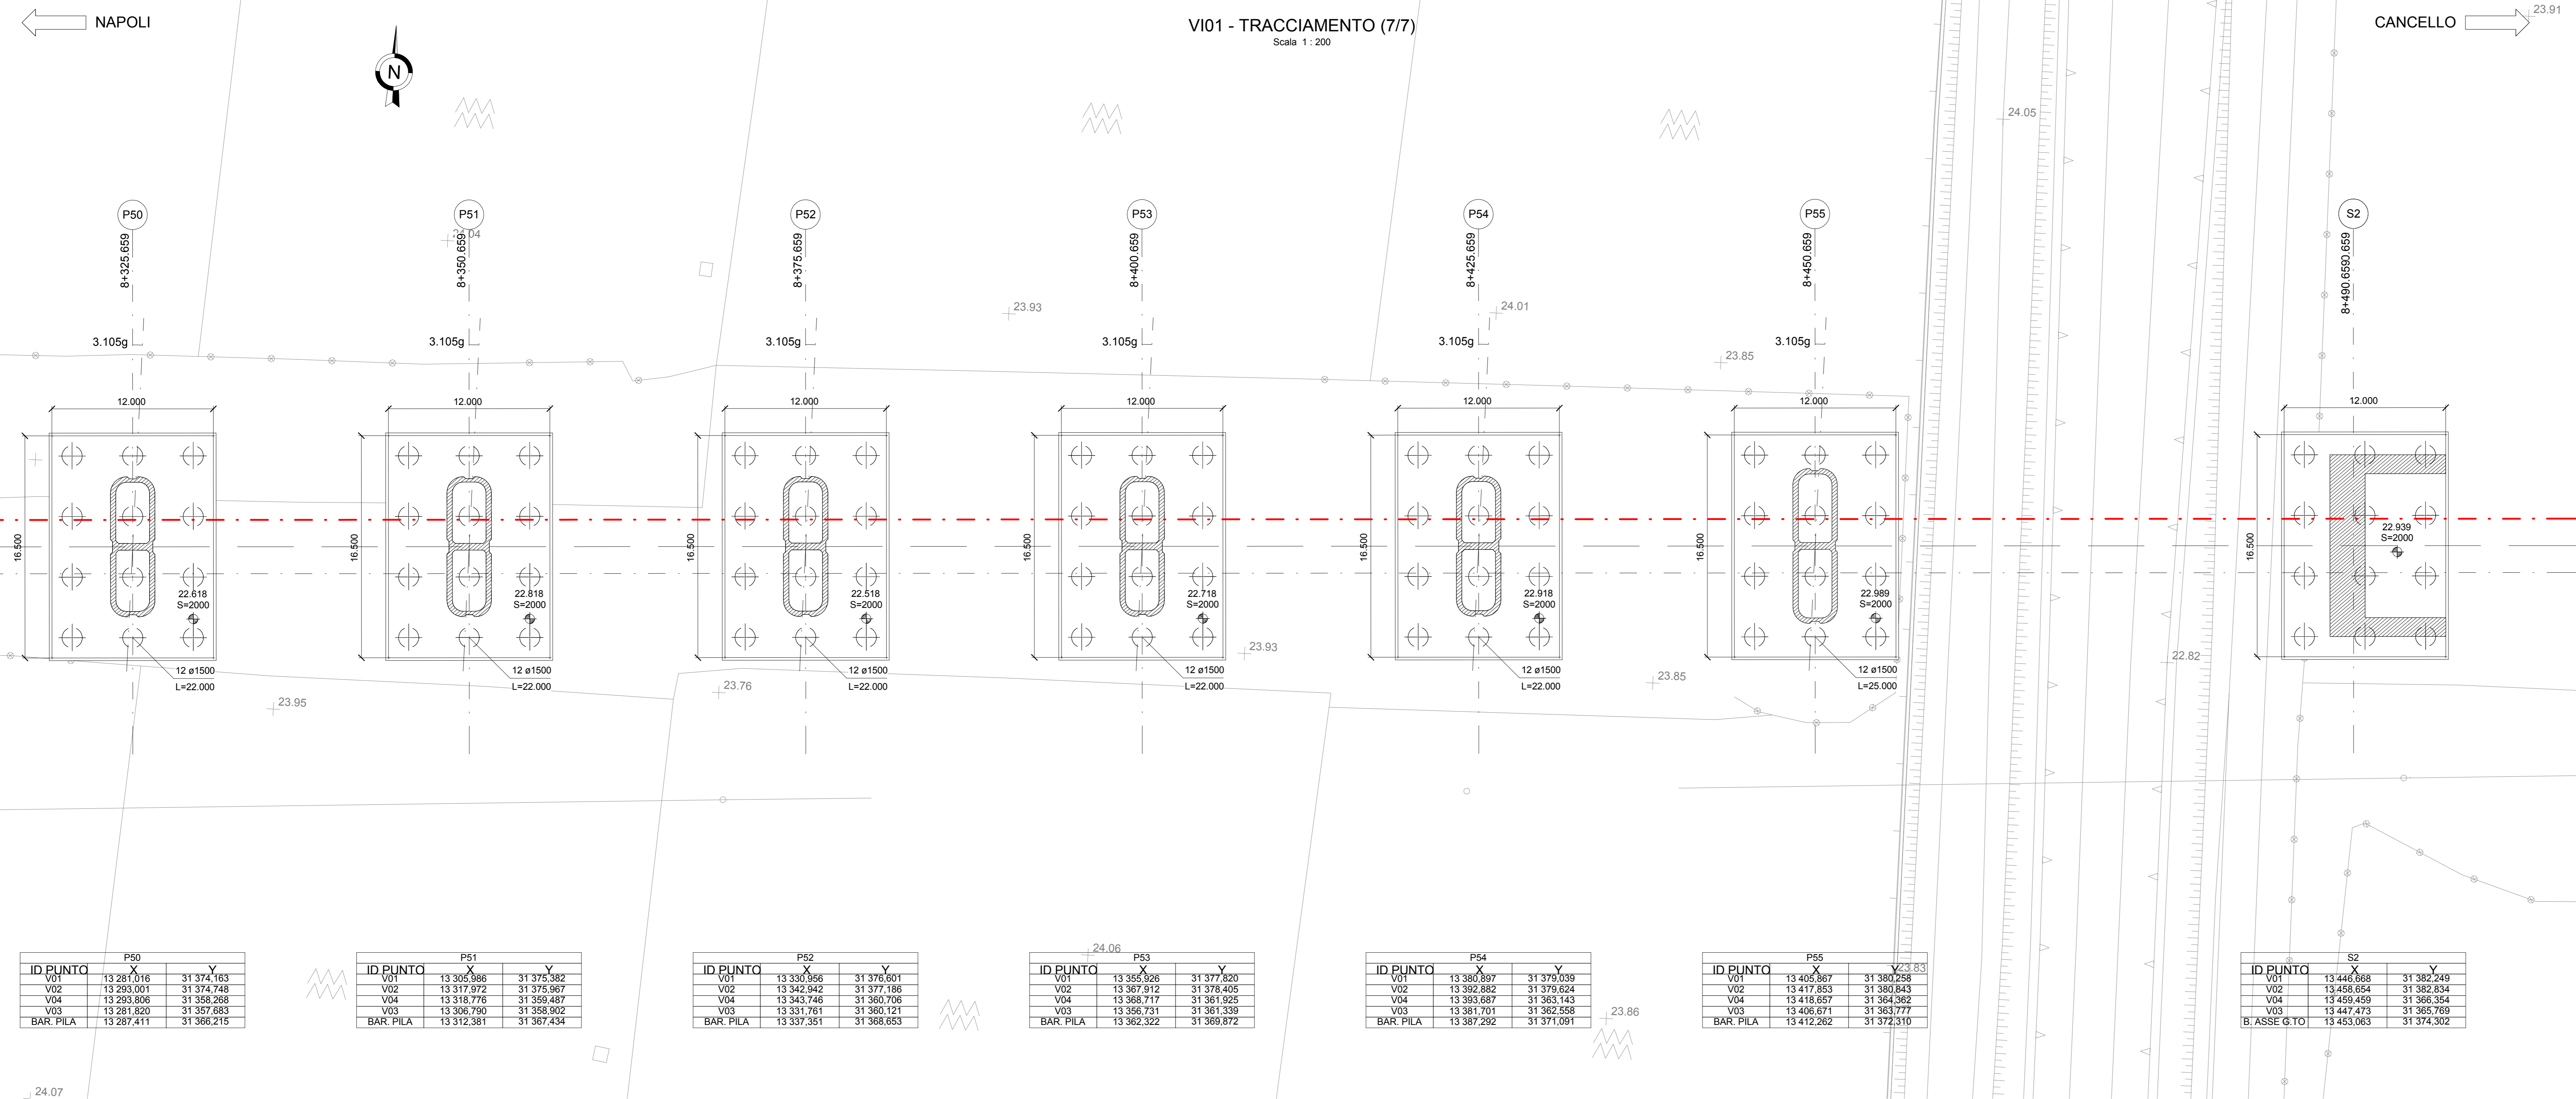 NAPOLI
VI01 - TRACCIAMENTO (7/7)
Scala 1 : 200
CANCELLO
23.91
N
24.05
P50
P51
P52
P53
P54
P55
S2
8+325.659
8+350.659
24.04
8+375.659
8+400.659
8+425.659
8+450.659
8+490.6590.659
23.93
24.01
3.105g
3.105g
3.105g
3.105g
3.105g
3.105g
23.85
12.000
12.000
12.000
12.000
12.000
12.000
12.000
16.500
16.500
16.500
16.500
16.500
16.500
16.500
22.618
S=2000
22.818
S=2000
22.518
S=2000
22.718
S=2000
22.918
S=2000
22.989
S=2000
22.939
S=2000
12 ø1500
L=22.000
12 ø1500
L=22.000
12 ø1500
L=22.000
12 ø1500
L=22.000
12 ø1500
L=22.000
12 ø1500
L=25.000
23.95
23.76
23.93
23.85
22.82
P50
ID PUNTO X Y
V01 13 281,016 31 374,163
V02 13 293,001 31 374,748
V04 13 293,806 31 358,268
V03 13 281,820 31 357,683
BAR. PILA 13 287,411 31 366,215
P51
ID PUNTO X Y
V01 13 305,986 31 375,382
V02 13 317,972 31 375,967
V04 13 318,776 31 359,487
V03 13 306,790 31 358,902
BAR. PILA 13 312,381 31 367,434
P52
ID PUNTO X Y
V01 13 330,956 31 376,601
V02 13 342,942 31 377,186
V04 13 343,746 31 360,706
V03 13 331,761 31 360,121
BAR. PILA 13 337,351 31 368,653
24.06
P53
ID PUNTO X Y
V01 13 355,926 31 377,820
V02 13 367,912 31 378,405
V04 13 368,717 31 361,925
V03 13 356,731 31 361,339
BAR. PILA 13 362,322 31 369,872
P54
ID PUNTO X Y
V01 13 380,897 31 379,039
V02 13 392,882 31 379,624
V04 13 393,687 31 363,143
V03 13 381,701 31 362,558
BAR. PILA 13 387,292 31 371,091
23.86
P55
ID PUNTO X Y
23.83
V01 13 405,867 31 380,258
V02 13 417,853 31 380,843
V04 13 418,657 31 364,362
V03 13 406,671 31 363,777
BAR. PILA 13 412,262 31 372,310
S2
ID PUNTO X Y
V01 13 446,668 31 382,249
V02 13 458,654 31 382,834
V04 13 459,459 31 366,354
V03 13 447,473 31 365,769
B. ASSE G.TO 13 453,063 31 374,302
24.07